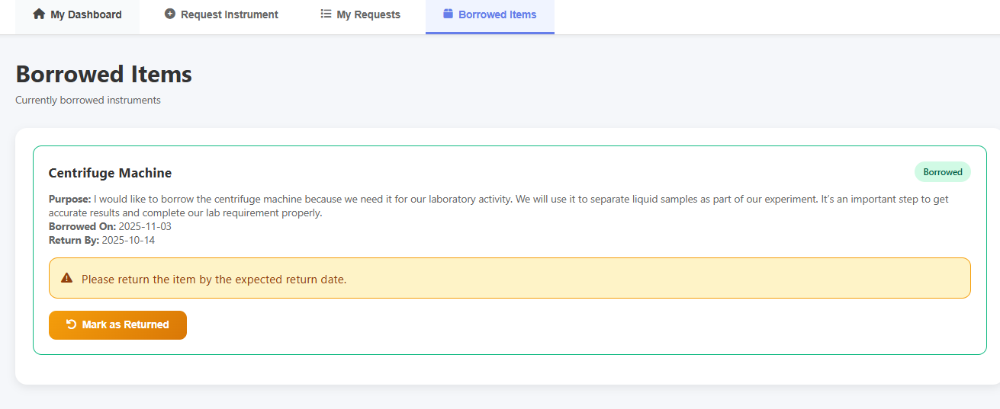 My Dashboard
Request Instrument
My Requests
Borrowed Items
Borrowed Items
Currently borrowed instruments
Centrifuge Machine
Borrowed
Purpose: I would like to borrow the centrifuge machine because we need it for our laboratory activity. We will use it to separate liquid samples as part of our experiment. It’s an important step to get
accurate results and complete our lab requirement properly.
Borrowed On: 2025-11-03
Return By: 2025-10-14
Please return the item by the expected return date.
Mark as Returned